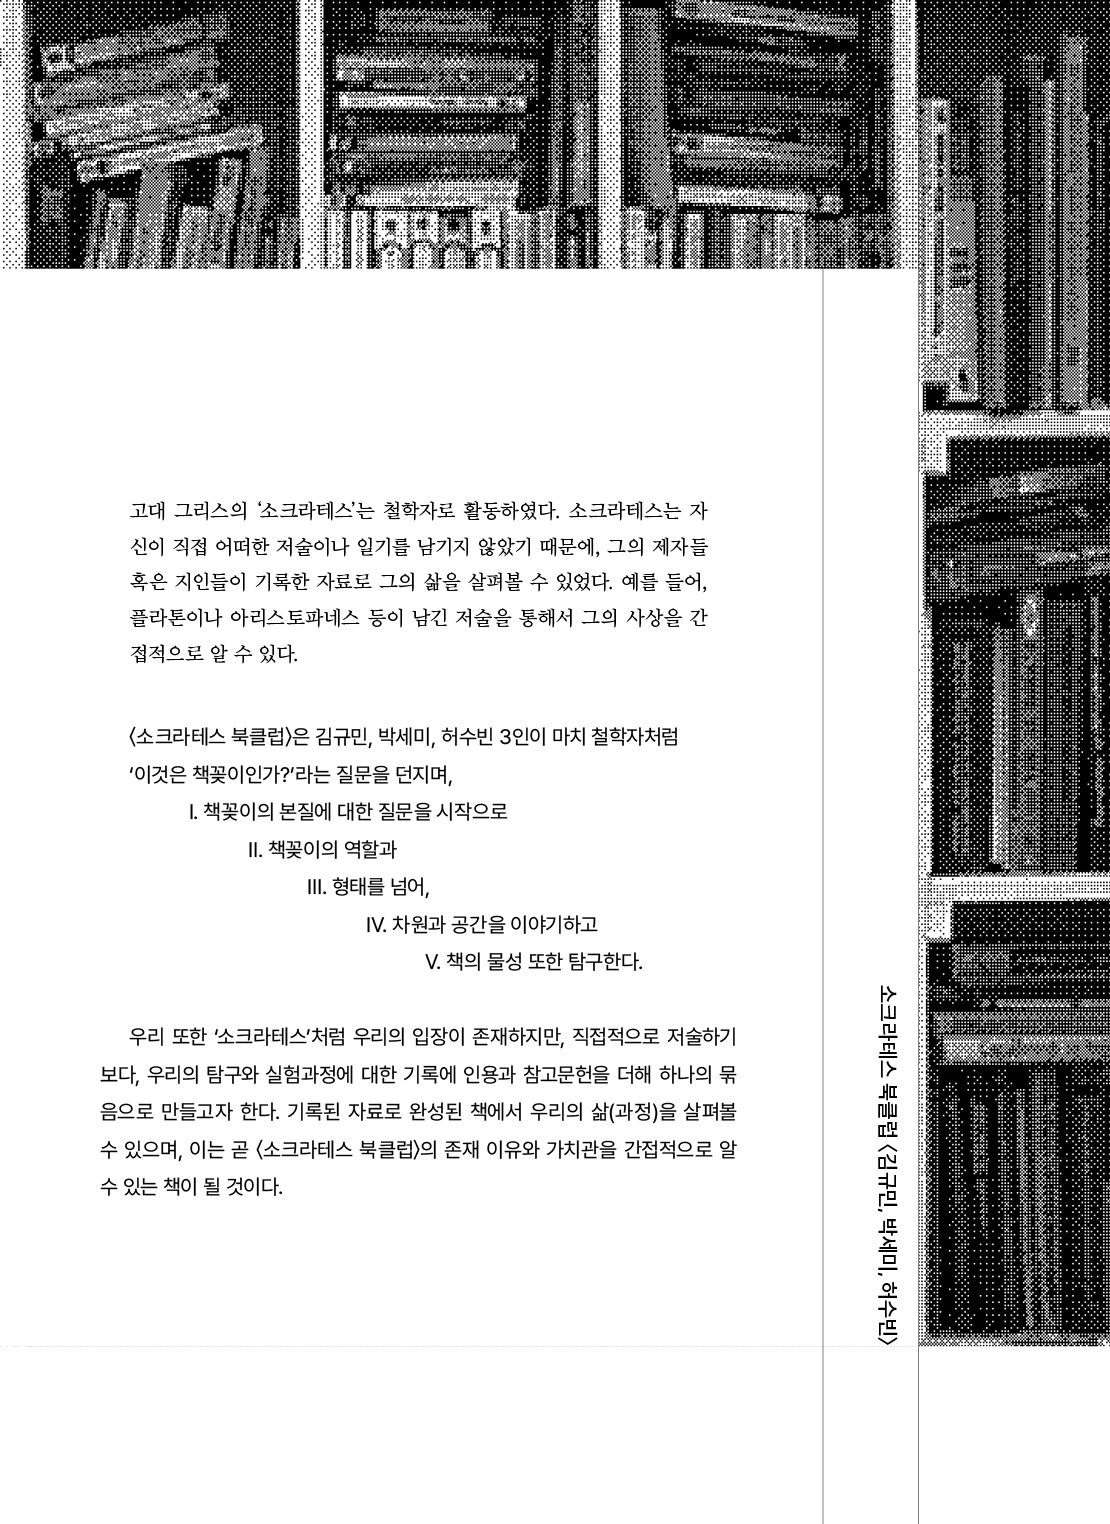 고대 그리스의 ‘소크라테스’는 철학자로 활동하였다. 소크라테스는 자
신이 직접 어떠한 저술이나 일기를 남기지 않았기 때문에, 그의 제자들
혹은 지인들이 기록한 자료로 그의 삶을 살펴볼 수 있었다. 예를 들어,
플라톤이나 아리스토파네스 등이 남긴 저술을 통해서 그의 사상을 간
접적으로 알 수 있다.
〈소크라테스 북클럽〉은 김규민, 박세미, 허수빈 3인이 마치 철학자처럼
‘이것은 책꽂이인가?’라는 질문을 던지며,
I. 책꽂이의 본질에 대한 질문을 시작으로
II. 책꽂이의 역할과
III. 형태를 넘어,
IV. 차원과 공간을 이야기하고
V. 책의 물성 또한 탐구한다.
우리 또한 ‘소크라테스’처럼 우리의 입장이 존재하지만, 직접적으로 저술하기
보다, 우리의 탐구와 실험과정에 대한 기록에 인용과 참고문헌을 더해 하나의 묶
음으로 만들고자 한다. 기록된 자료로 완성된 책에서 우리의 삶(과정)을 살펴볼
수 있으며, 이는 곧 〈소크라테스 북클럽〉의 존재 이유와 가치관을 간접적으로 알
수 있는 책이 될 것이다.
소크라테스 북클럽 〈김규민, 박세미, 허수빈〉